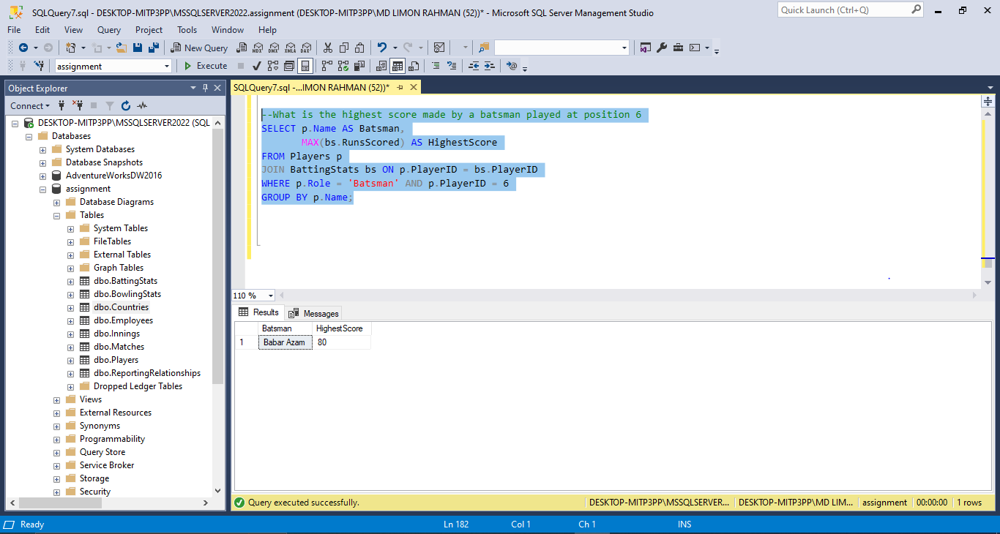 SQLQuery7.sql - DESKTOP-MITP3PP\MSSQLSERVER2022.assignment (DESKTOP-MITP3PP\MD LIMON RAHMAN (52))* - Microsoft SQL Server Management Studio
Quick Launch (Ctrl+Q)
File Edit View Query Project Tools Window Help
New Query MDX DMX XMLA DAX
assignment Execute
Object Explorer
Connect
DESKTOP-MITP3PP\MSSQLSERVER2022 (SQL
Databases
System Databases
Database Snapshots
AdventureWorksDW2016
assignment
Database Diagrams
Tables
System Tables
FileTables
External Tables
Graph Tables
dbo.BattingStats
dbo.BowlingStats
dbo.Countries
dbo.Employees
dbo.Innings
dbo.Matches
dbo.Players
dbo.ReportingRelationships
Dropped Ledger Tables
Views
External Resources
Synonyms
Programmability
Query Store
Service Broker
Storage
Security
SQLQuery7.sql -...IMON RAHMAN (52))*
--What is the highest score made by a batsman played at position 6
SELECT p.Name AS Batsman,
MAX(bs.RunsScored) AS HighestScore
FROM Players p
JOIN BattingStats bs ON p.PlayerID = bs.PlayerID
WHERE p.Role = 'Batsman' AND p.PlayerID = 6
GROUP BY p.Name;
110 %
Results Messages
Batsman HighestScore
1 Babar Azam 80
Query executed successfully. DESKTOP-MITP3PP\MSSQLSERVER... DESKTOP-MITP3PP\MD LIM... assignment 00:00:00 1 rows
Ready Ln 182 Col 1 Ch 1 INS